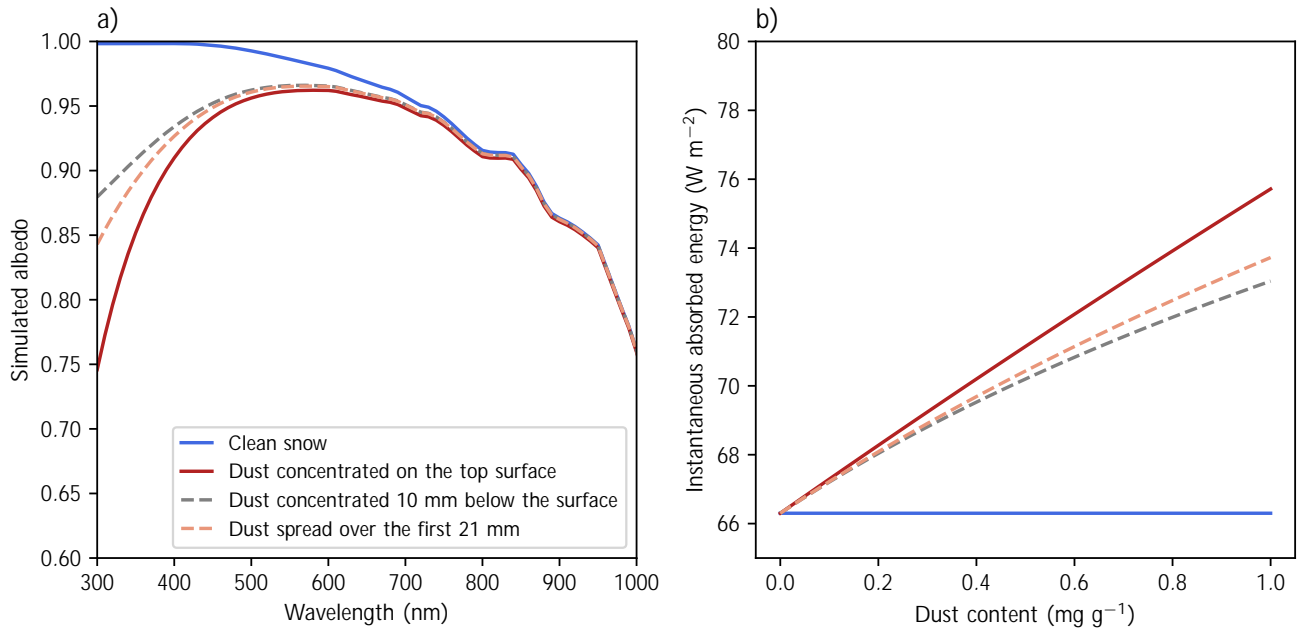 a)
1.00
0.95
0.90
0.85
0.80
0.75
0.70
0.65
0.60
Simulated albedo
300 400 500 600 700 800 900 1000
Wavelength (nm)
Clean snow
Dust concentrated on the top surface
Dust concentrated 10 mm below the surface
Dust spread over the first 21 mm
b)
80
78
76
74
72
70
68
66
Instantaneous absorbed energy (W m⁻²)
0.0 0.2 0.4 0.6 0.8 1.0
Dust content (mg g⁻¹)